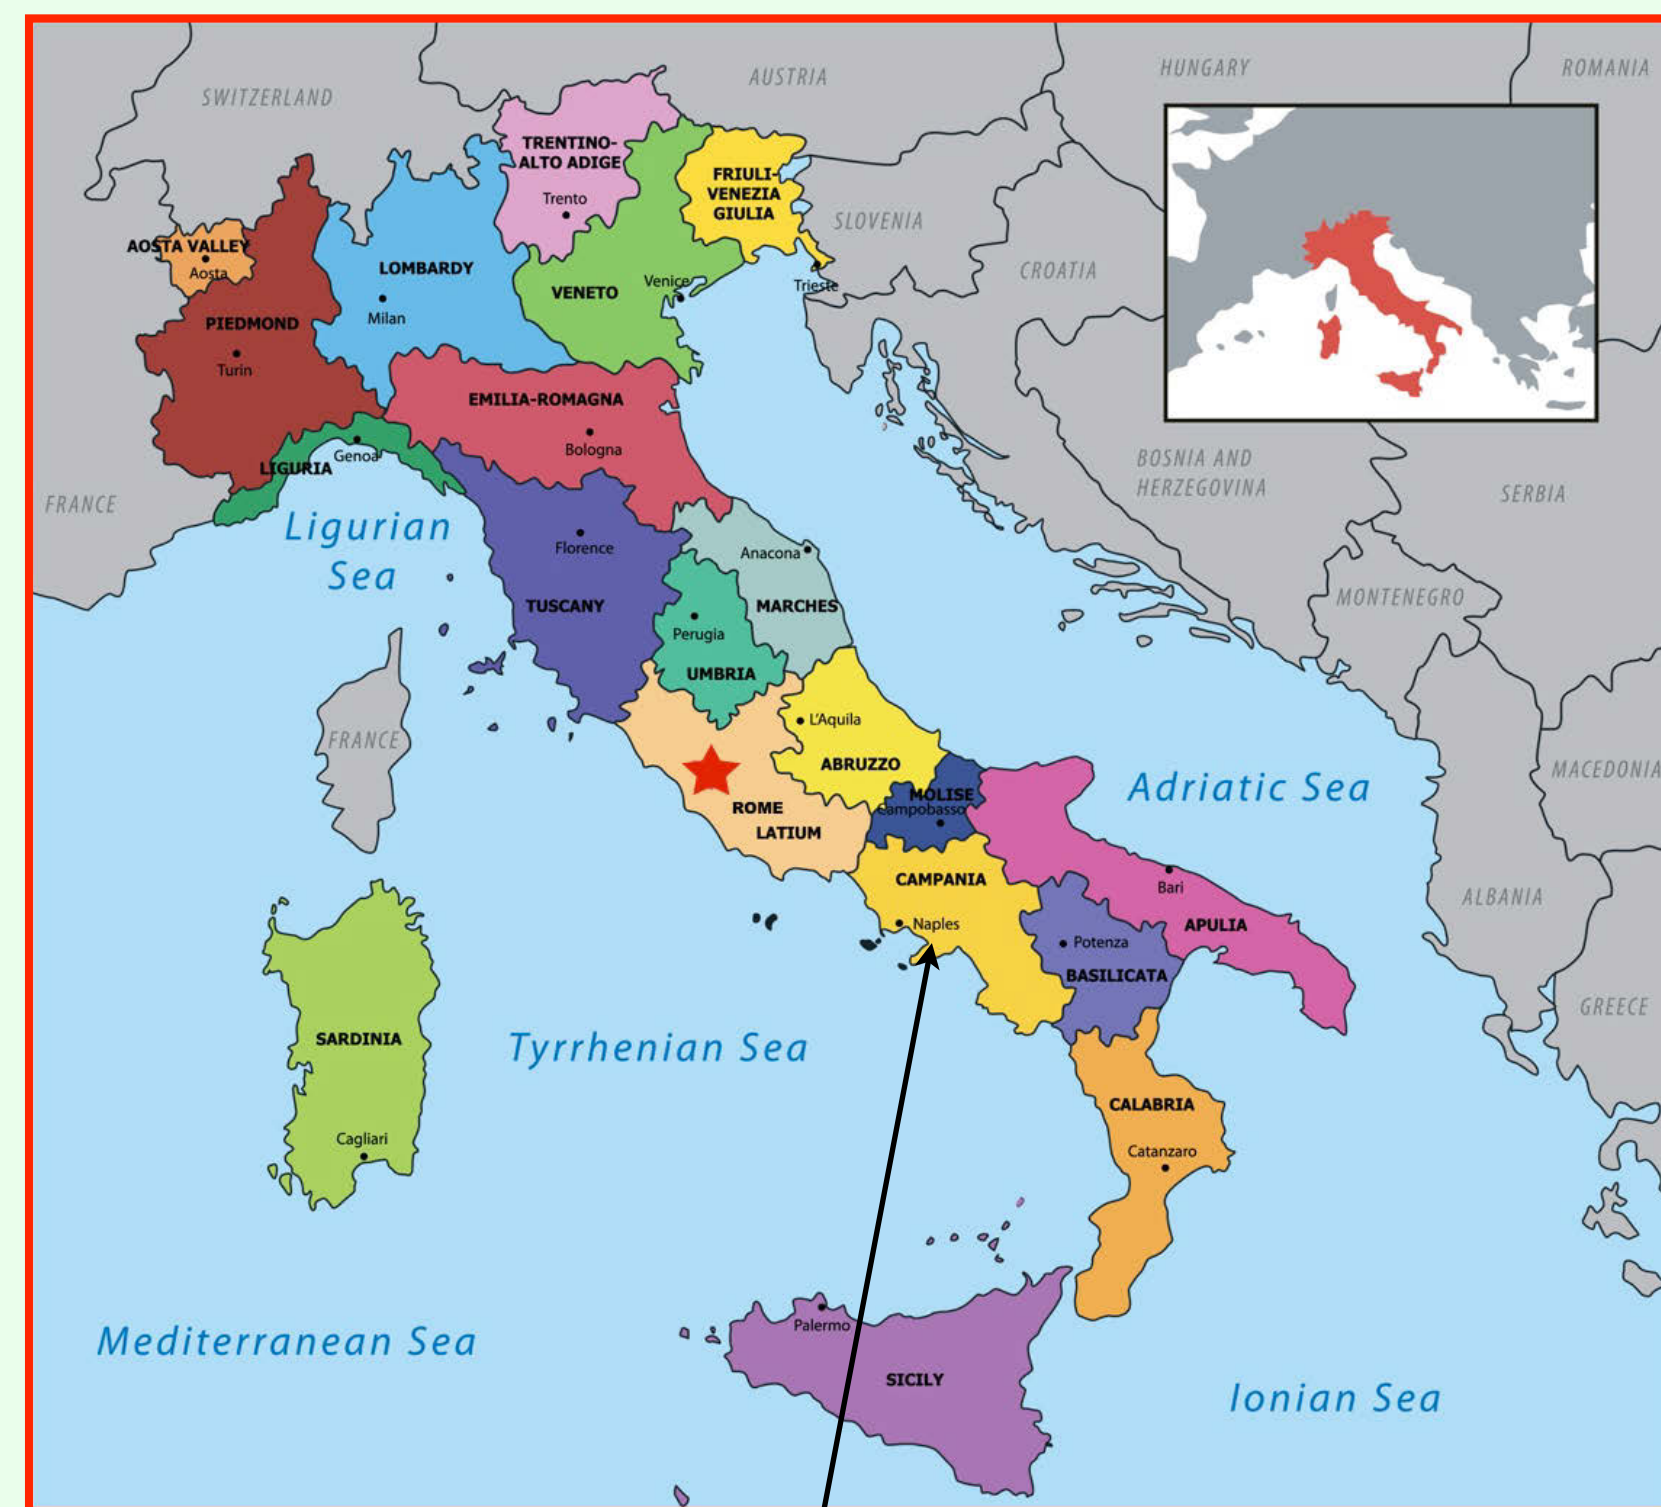 SWITZERLAND
AUSTRIA
HUNGARY
ROMANIA
TRENTINO-
ALTO ADIGE
Trento
FRIULI-
VENEZIA
GIULIA
SLOVENIA
AOSTA VALLEY
Aosta
LOMBARDY
Milan
VENETO
Venice
Trieste
CROATIA
PIEDMOND
Turin
EMILIA-ROMAGNA
Bologna
LIGURIA
Genoa
FRANCE
BOSNIA AND
HERZEGOVINA
SERBIA
Ligurian
Sea
Florence
TUSCANY
Anacona
MARCHES
Perugia
UMBRIA
MONTENEGRO
FRANCE
L'Aquila
ABRUZZO
MACEDONIA
Adriatic Sea
ROME
LATIUM
MOLISE
Campobasso
CAMPANIA
Naples
Bari
APULIA
ALBANIA
Potenza
BASILICATA
GREECE
SARDINIA
Cagliari
Tyrrhenian Sea
CALABRIA
Catanzaro
Mediterranean Sea
Palermo
SICILY
Ionian Sea